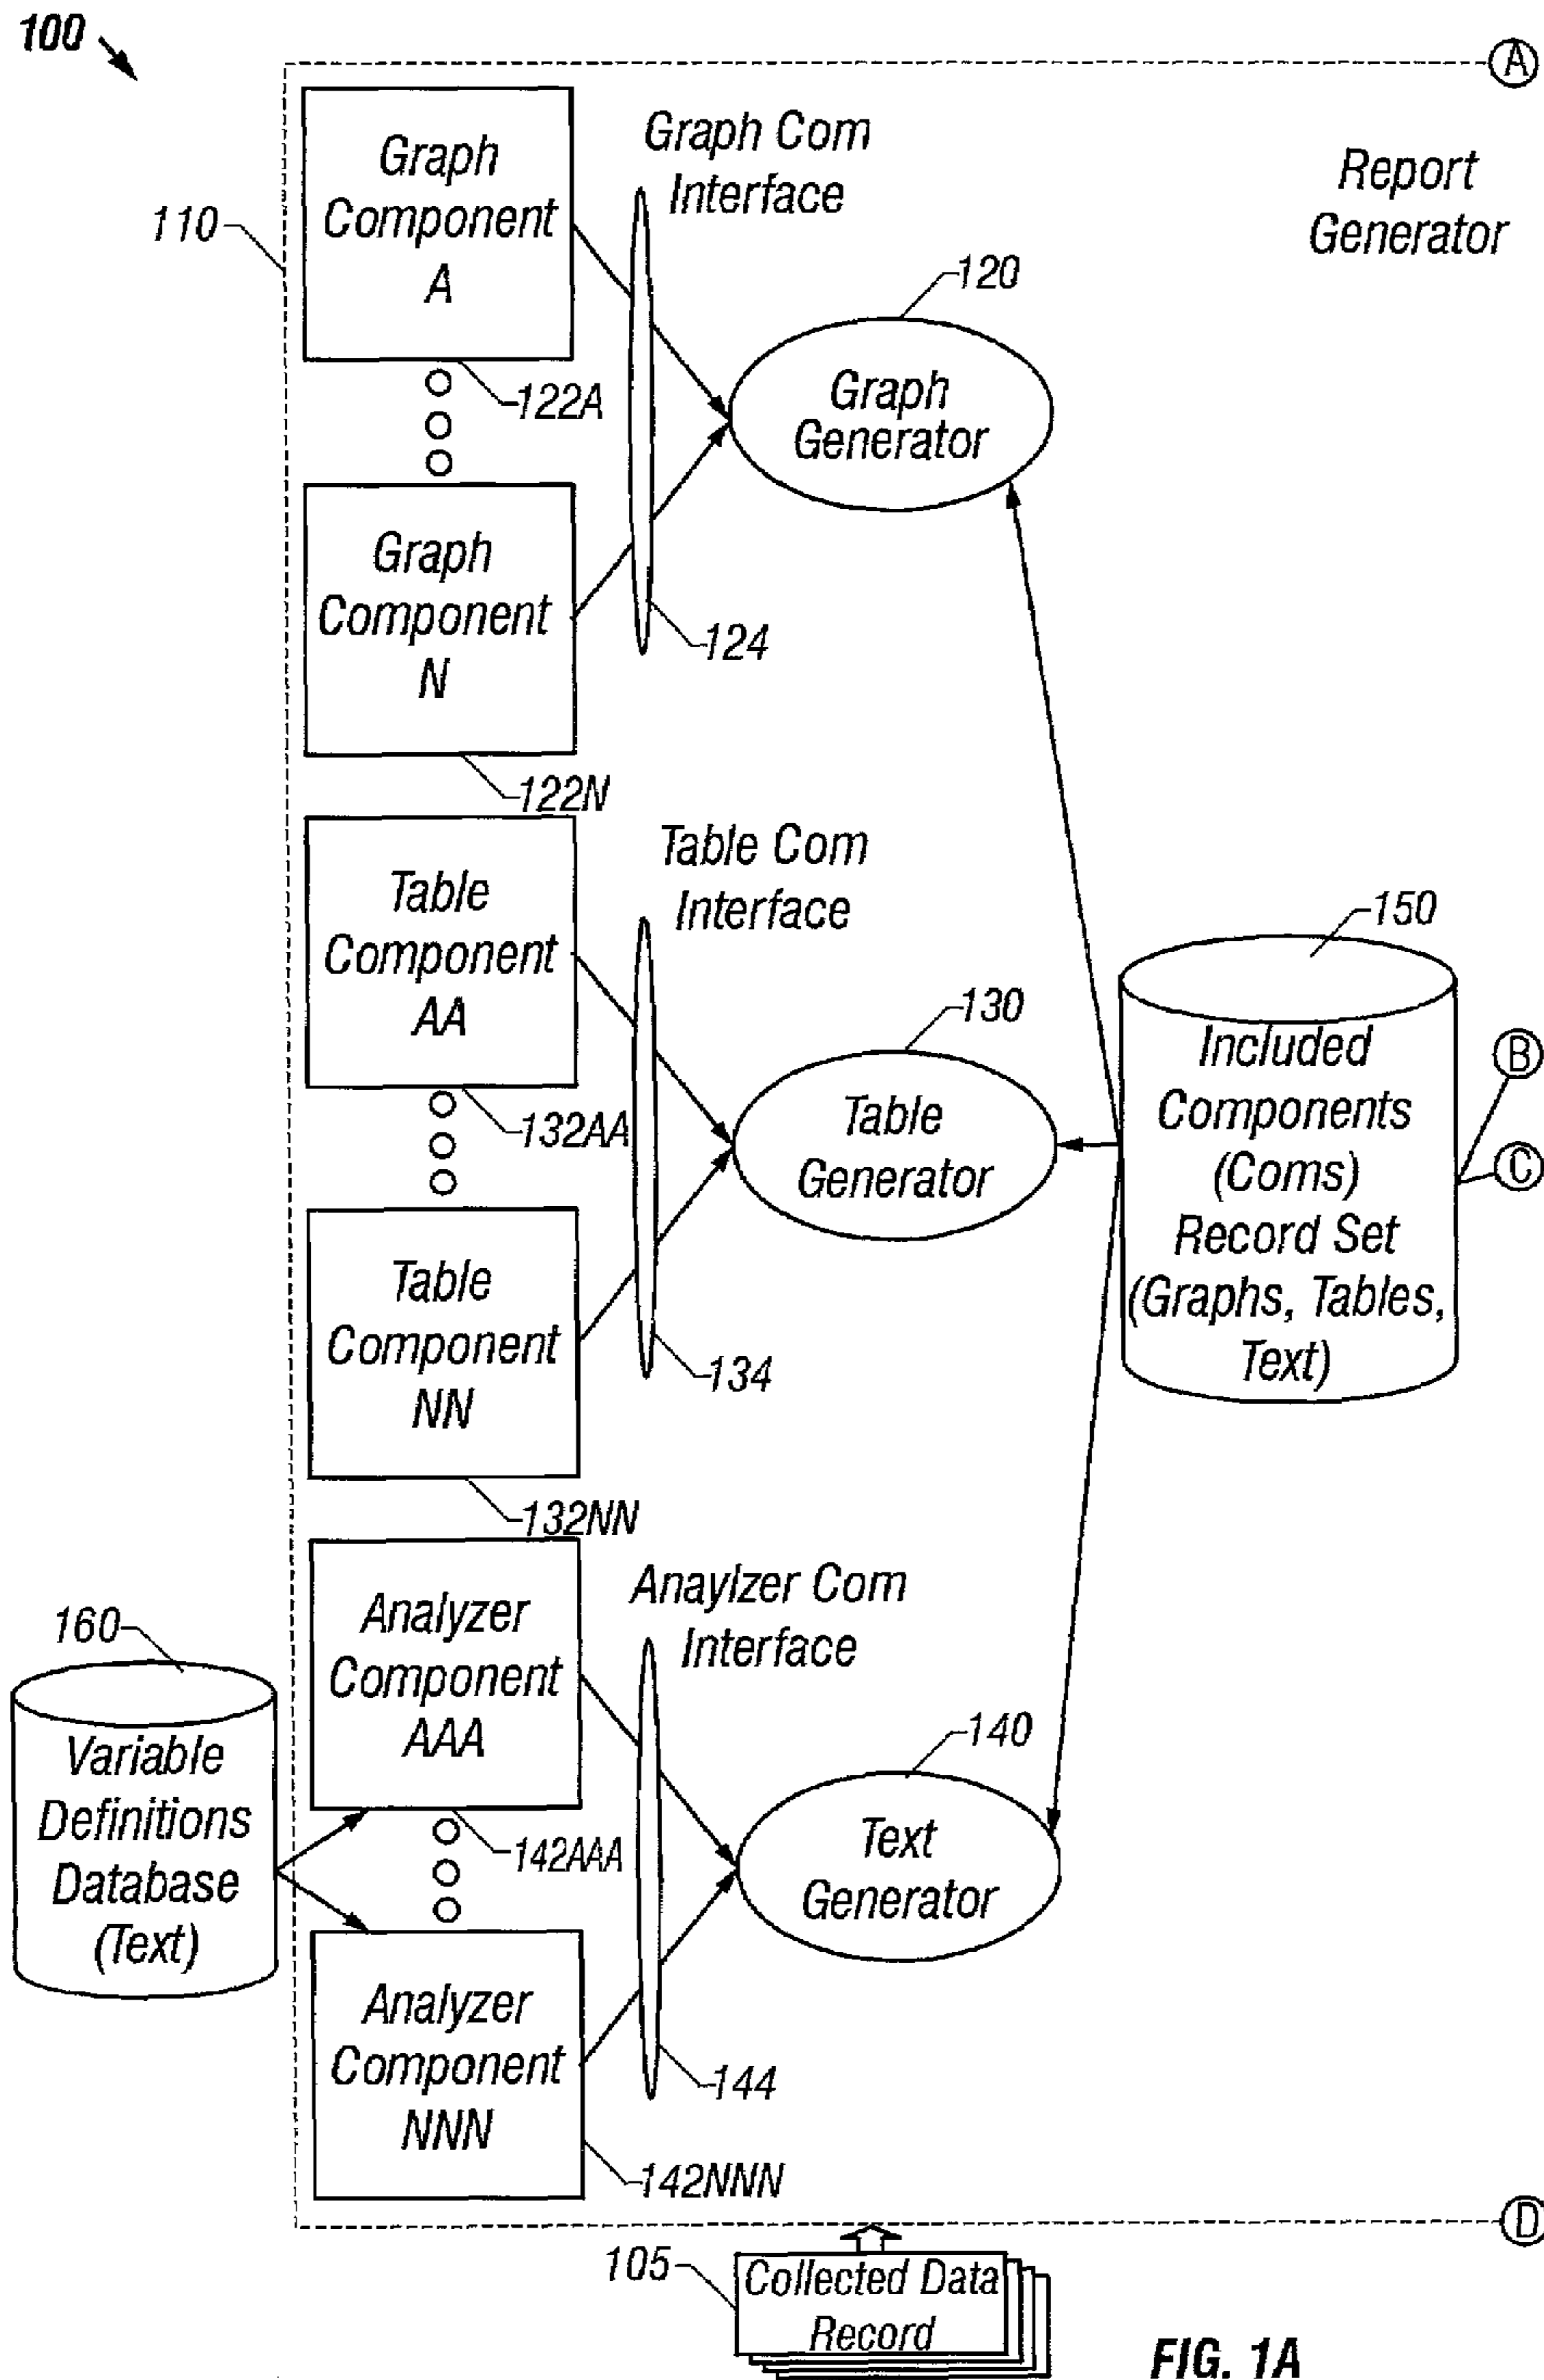 100
A
Graph
Component
A
Graph Com
Interface
Report
Generator
110
120
Graph
Generator
122A
Graph
Component
N
124
122N
Table
Component
AA
Table Com
Interface
150
130
Included
Components
(Coms)
Record Set
(Graphs, Tables,
Text)
B
C
Table
Generator
132AA
Table
Component
NN
134
132NN
Analyzer
Component
AAA
Anaylzer Com
Interface
160
Variable
Definitions
Database
(Text)
140
Text
Generator
142AAA
Analyzer
Component
NNN
144
142NNN
D
105
Collected Data
Record
FIG. 1A